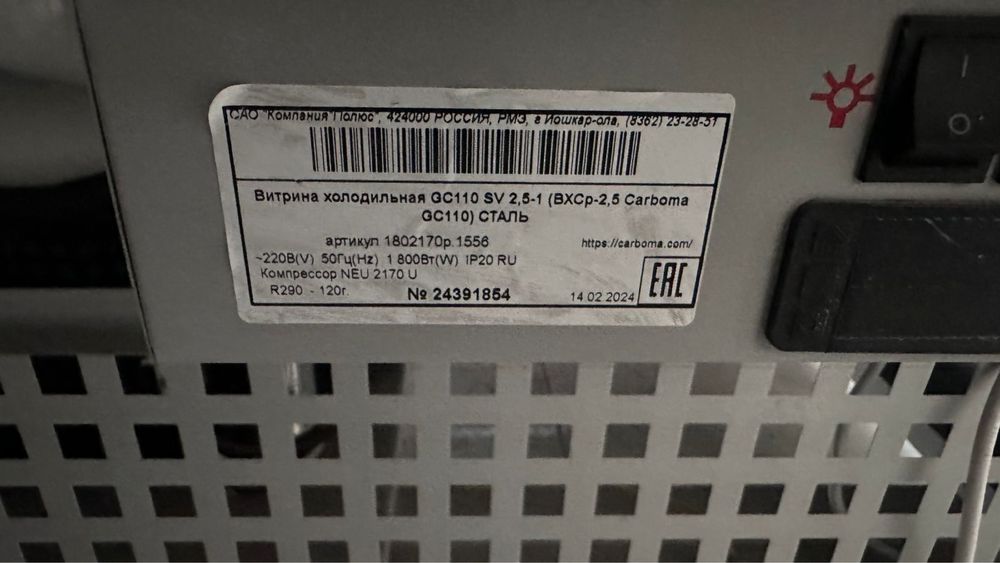 САО "Компания Полюс", 424000 РОССИЯ, РМЭ, г Йошкар-ола, (8362) 23-28-51
Витрина холодильная GC110 SV 2,5-1 (ВХСр-2,5 Carboma
GC110) СТАЛЬ
артикул 1802170р.1556
https://carboma.com/
~220В(V) 50Гц(Hz) 1 800Вт(W) IP20 RU
Компрессор NEU 2170 U
R290 - 120г.
№ 24391854
14 02 2024
EAC